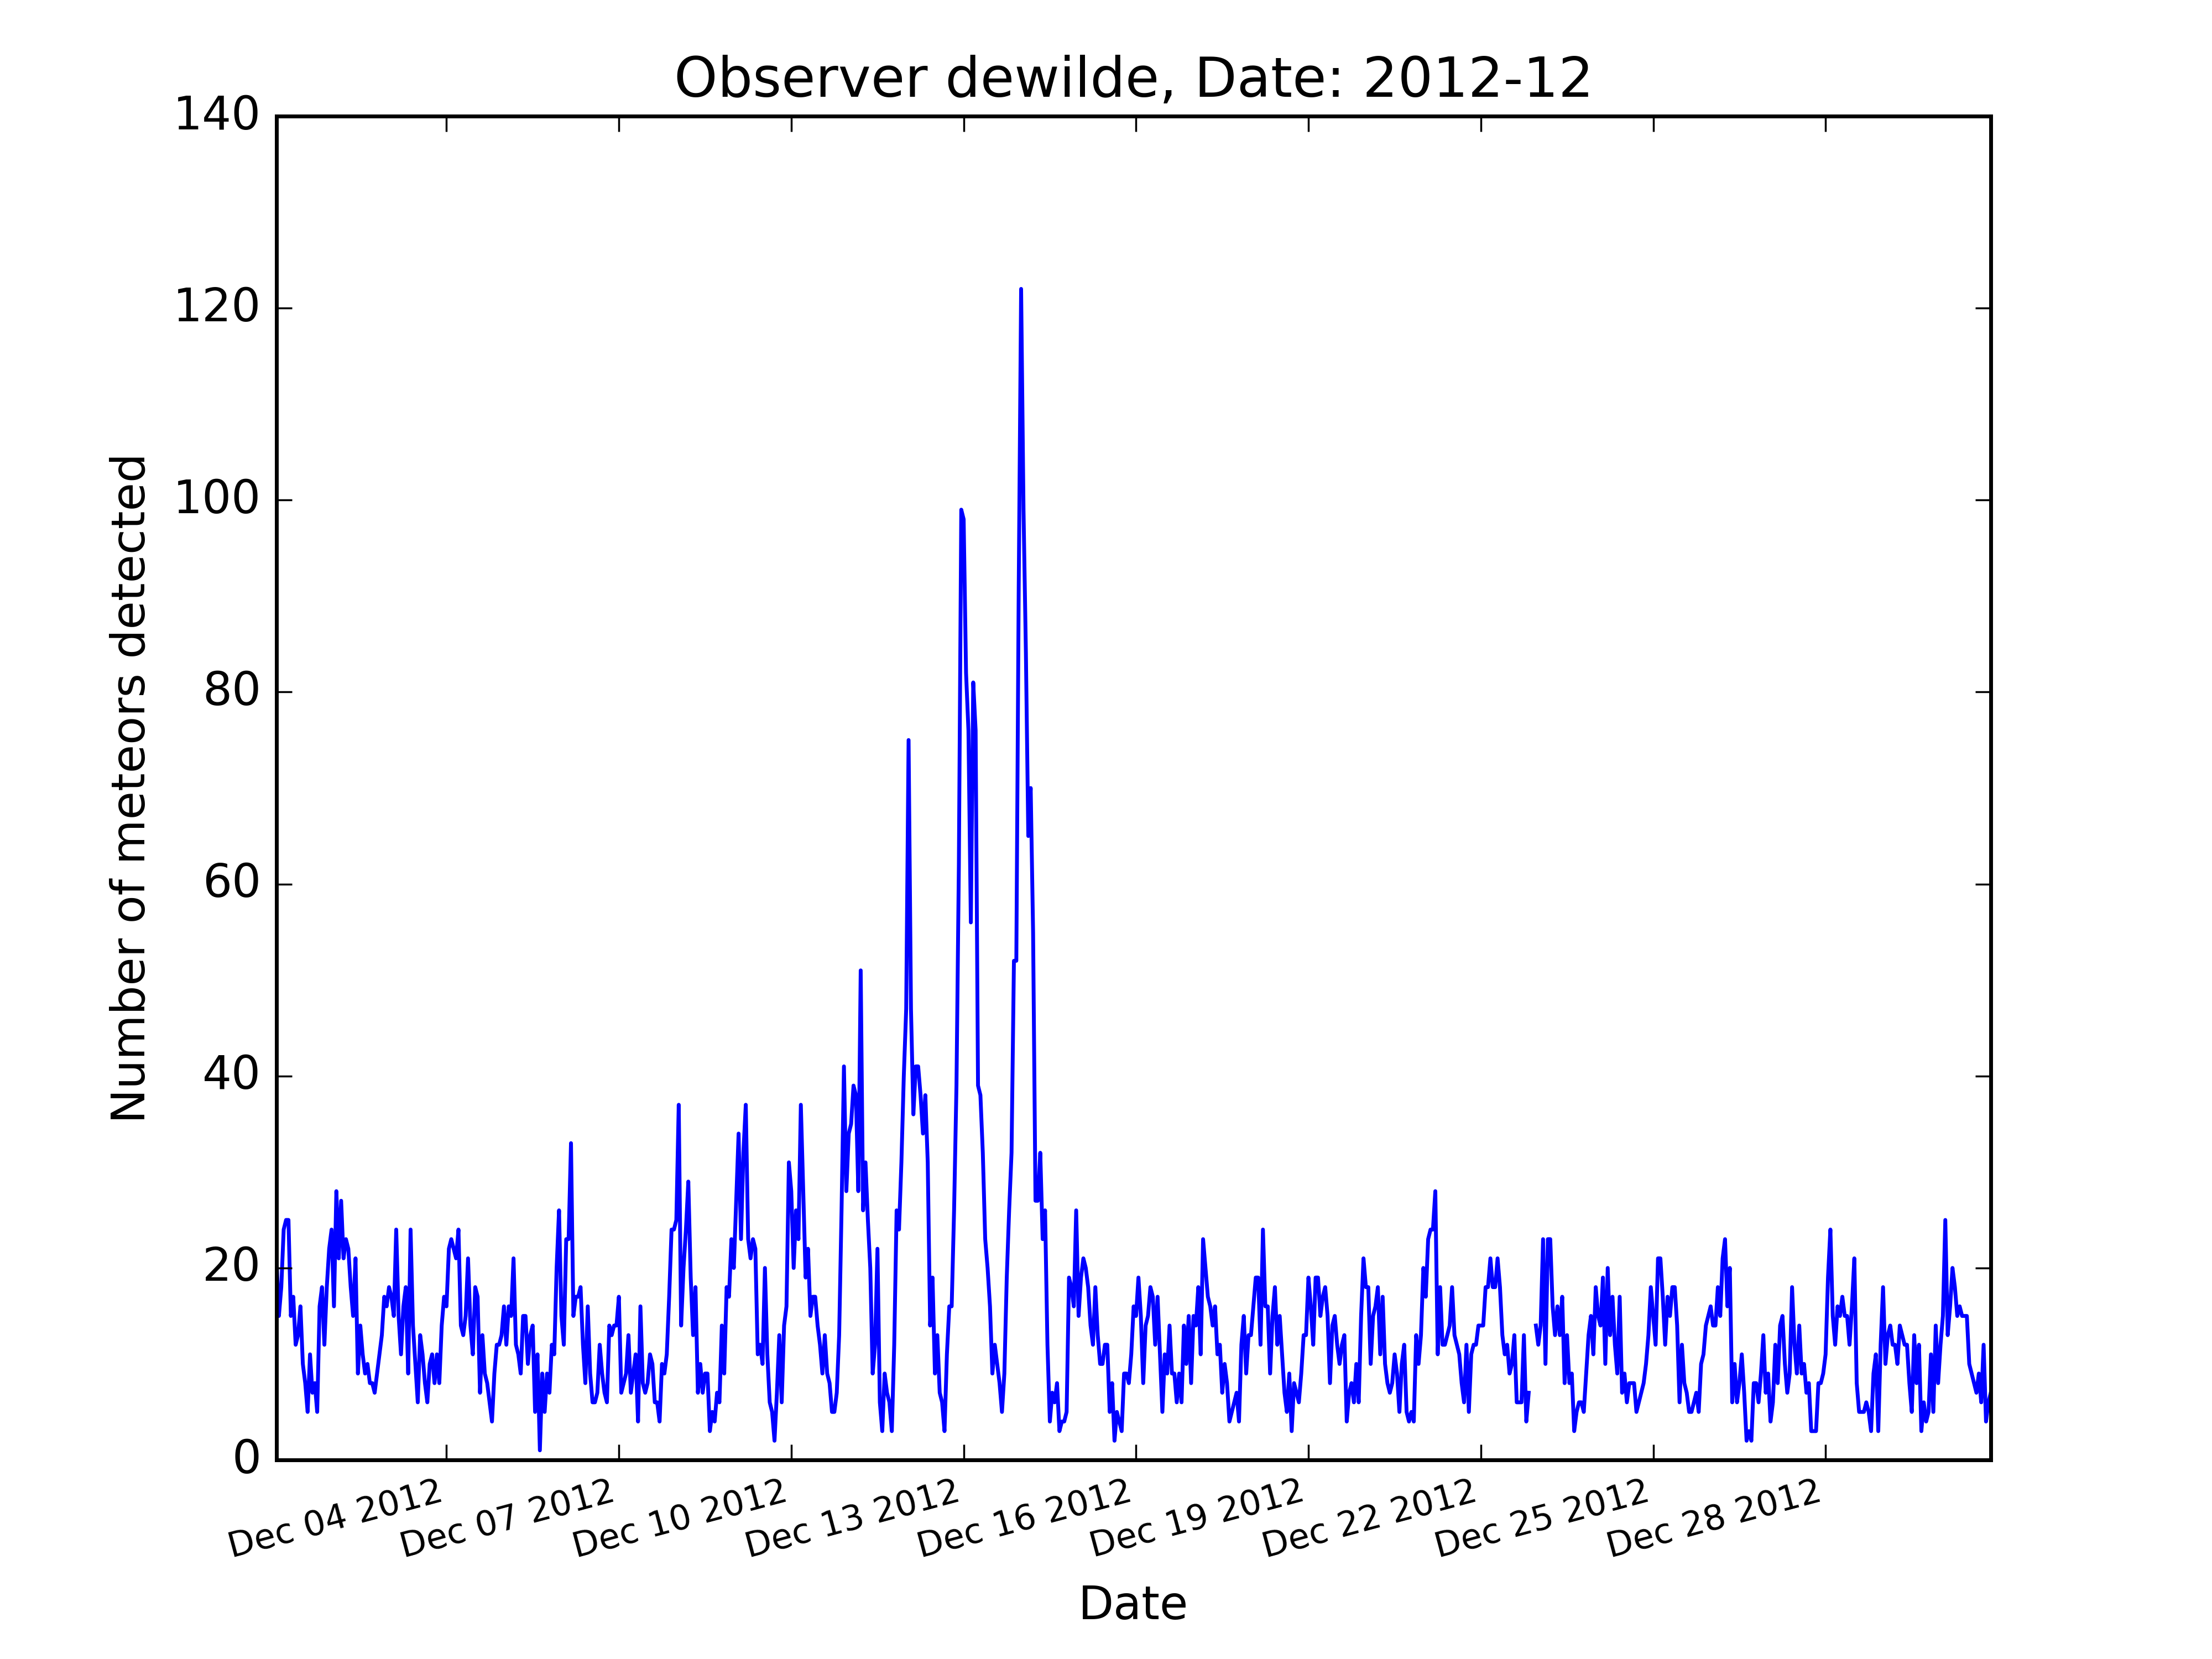 Observer dewilde, Date: 2012-12
Number of meteors detected
140
120
100
80
60
40
20
0
Dec 04 2012
Dec 07 2012
Dec 10 2012
Dec 13 2012
Dec 16 2012
Dec 19 2012
Dec 22 2012
Dec 25 2012
Dec 28 2012
Date